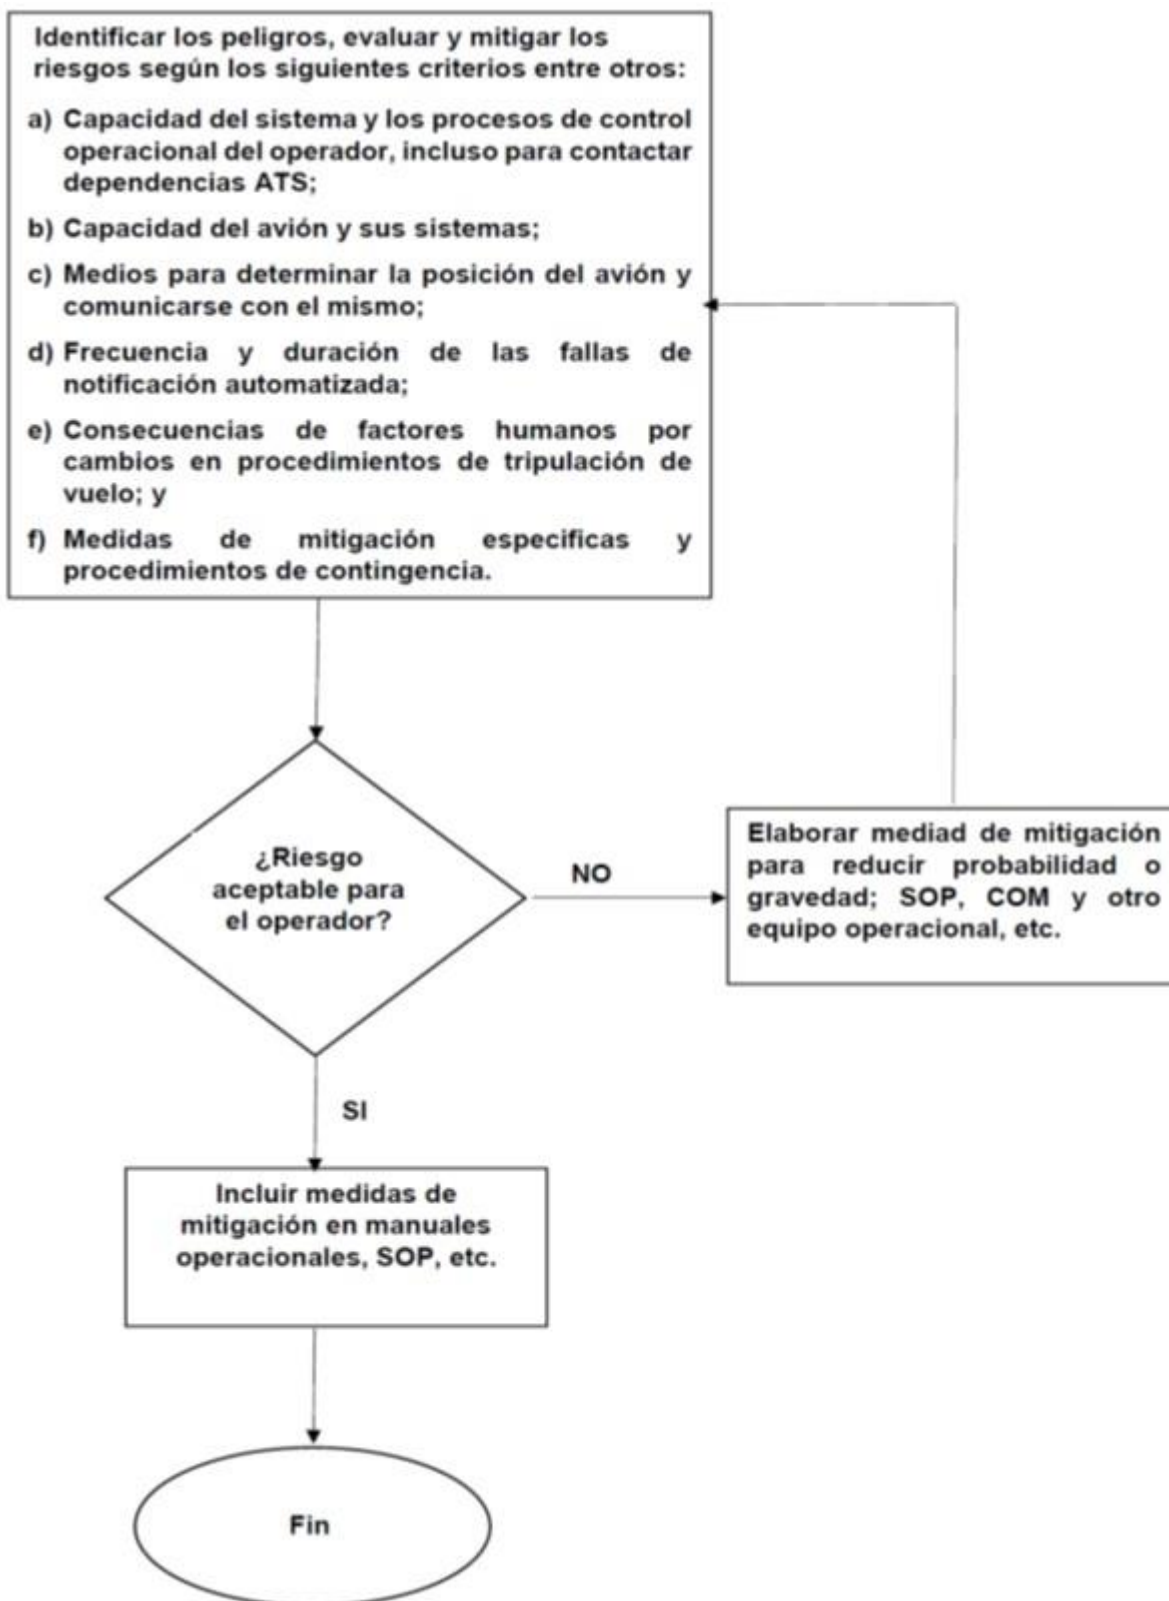 Identificar los peligros, evaluar y mitigar los
riesgos según los siguientes criterios entre otros:
a) Capacidad del sistema y los procesos de control
operacional del operador, incluso para contactar
dependencias ATS;
b) Capacidad del avión y sus sistemas;
c) Medios para determinar la posición del avión y
comunicarse con el mismo;
d) Frecuencia y duración de las fallas de
notificación automatizada;
e) Consecuencias de factores humanos por
cambios en procedimientos de tripulación de
vuelo; y
f) Medidas de mitigación especificas y
procedimientos de contingencia.
¿Riesgo
aceptable para
el operador?
NO
Elaborar mediad de mitigación
para reducir probabilidad o
gravedad; SOP, COM y otro
equipo operacional, etc.
SI
Incluir medidas de
mitigación en manuales
operacionales, SOP, etc.
Fin